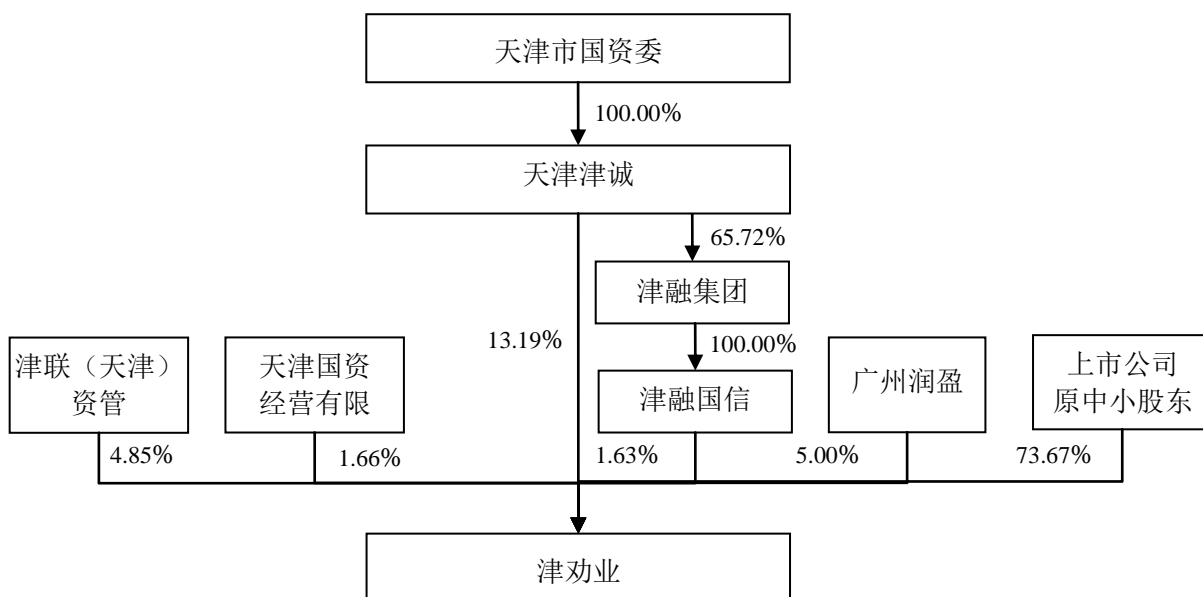 天津市国资委
100.00%
天津津诚
65.72%
津融集团
13.19%
100.00%
津联（天津）
资管
天津国资
经营有限
津融国信
广州润盈
上市公司
原中小股东
4.85%
1.66%
1.63%
5.00%
73.67%
津劝业